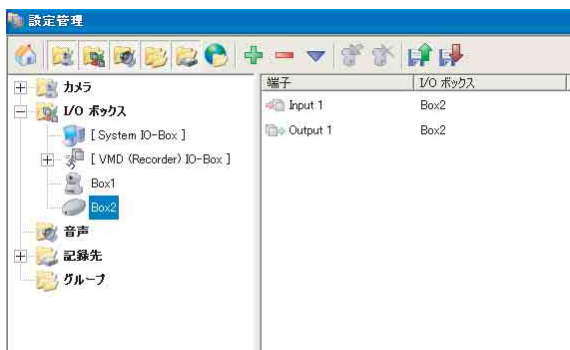 設定管理
カメラ
I/O ボックス
[ System IO-Box ]
[ VMD (Recorder) IO-Box ]
Box1
Box2
音声
記録先
グループ
端子 I/O ボックス
Input 1 Box2
Output 1 Box2